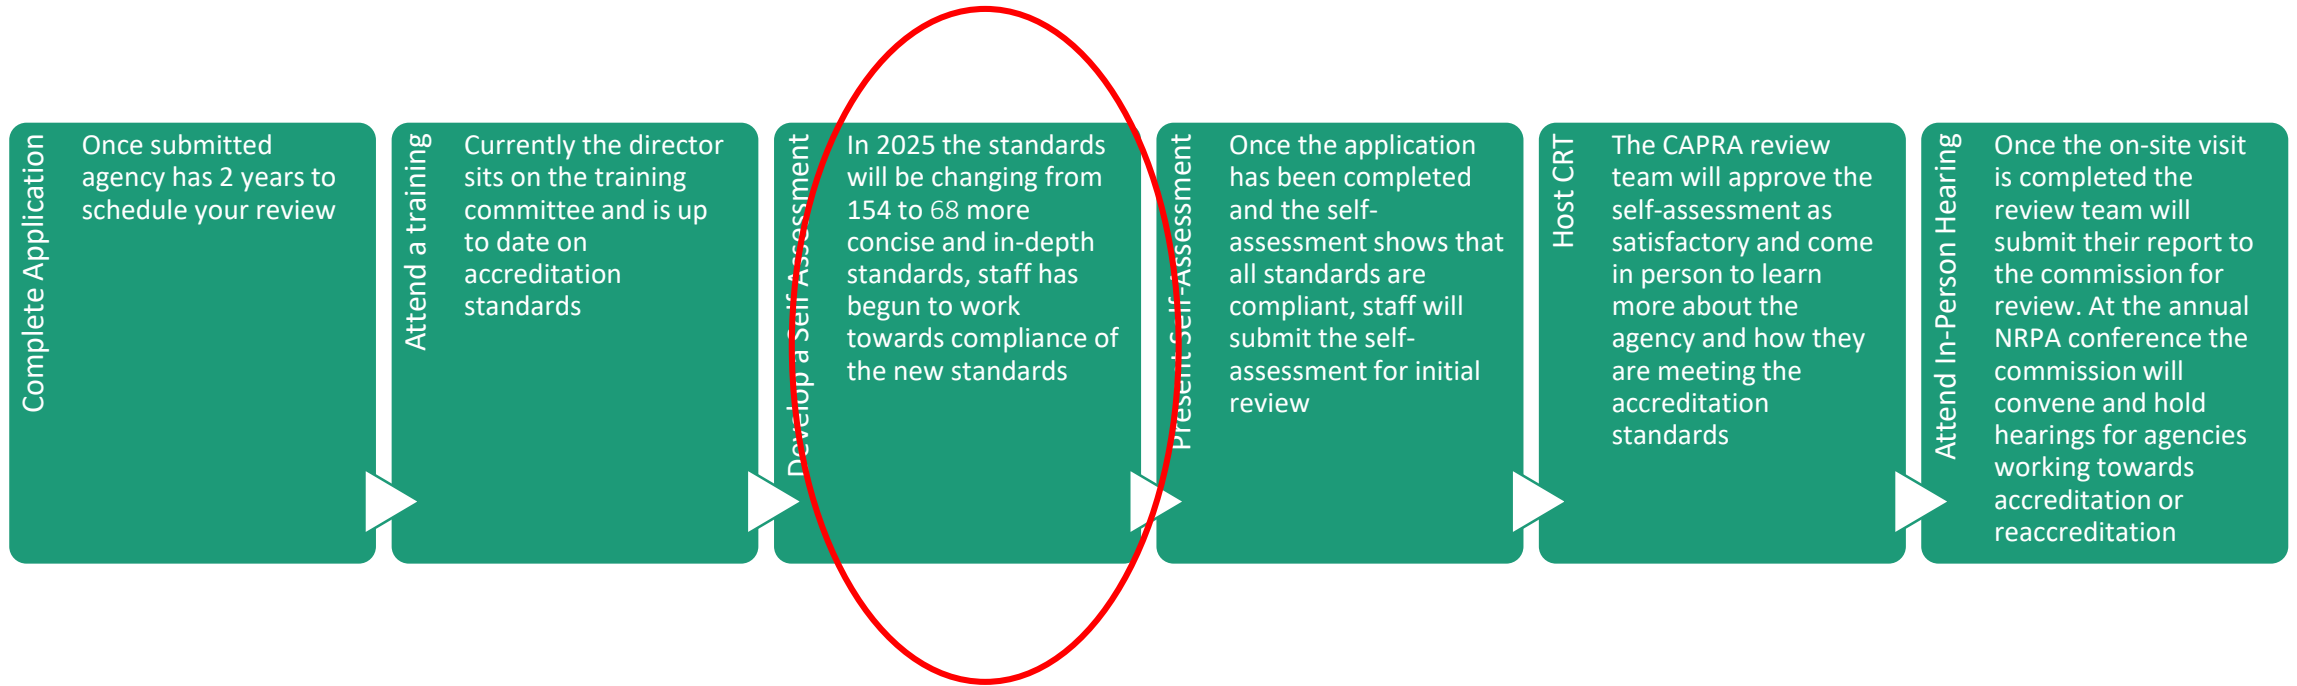 Complete Application
Once submitted
agency has 2 years to
schedule your review
Attend a training
Currently the director
sits on the training
committee and is up
to date on
accreditation
standards
Develop a Self Assessment
In 2025 the standards
will be changing from
154 to 68 more
concise and in-depth
standards, staff has
begun to work
towards compliance of
the new standards
Present Self-Assessment
Once the application
has been completed
and the self-
assessment shows that
all standards are
compliant, staff will
submit the self-
assessment for initial
review
Host CRT
The CAPRA review
team will approve the
self-assessment as
satisfactory and come
in person to learn
more about the
agency and how they
are meeting the
accreditation
standards
Attend In-Person Hearing
Once the on-site visit
is completed the
review team will
submit their report to
the commission for
review. At the annual
NRPA conference the
commission will
convene and hold
hearings for agencies
working towards
accreditation or
reaccreditation